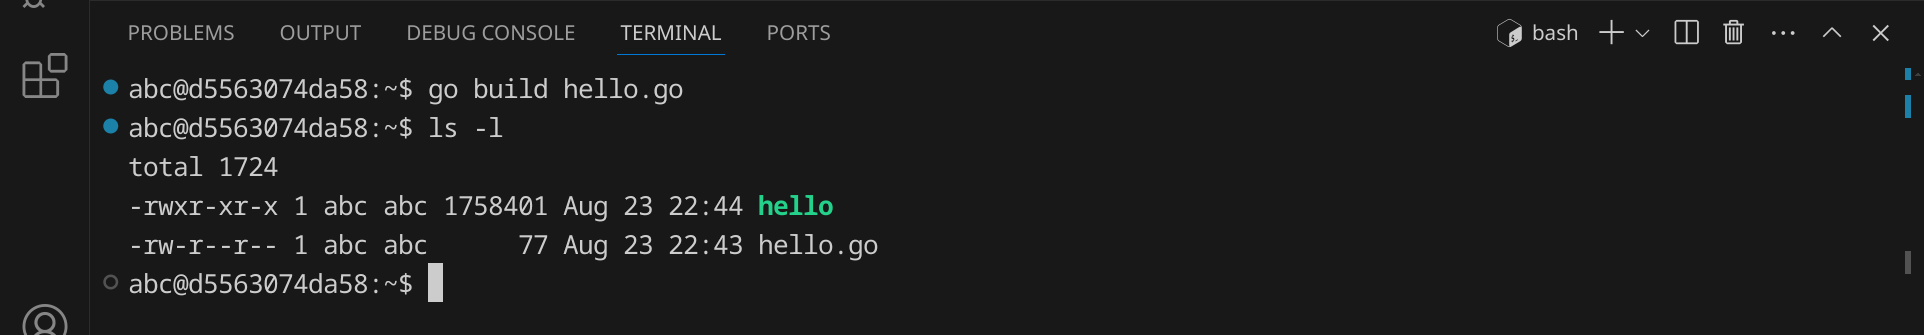 PROBLEMS OUTPUT DEBUG CONSOLE TERMINAL PORTS bash
abc@d5563074da58:~$ go build hello.go
abc@d5563074da58:~$ ls -l
total 1724
-rwxr-xr-x 1 abc abc 1758401 Aug 23 22:44 hello
-rw-r--r-- 1 abc abc      77 Aug 23 22:43 hello.go
abc@d5563074da58:~$